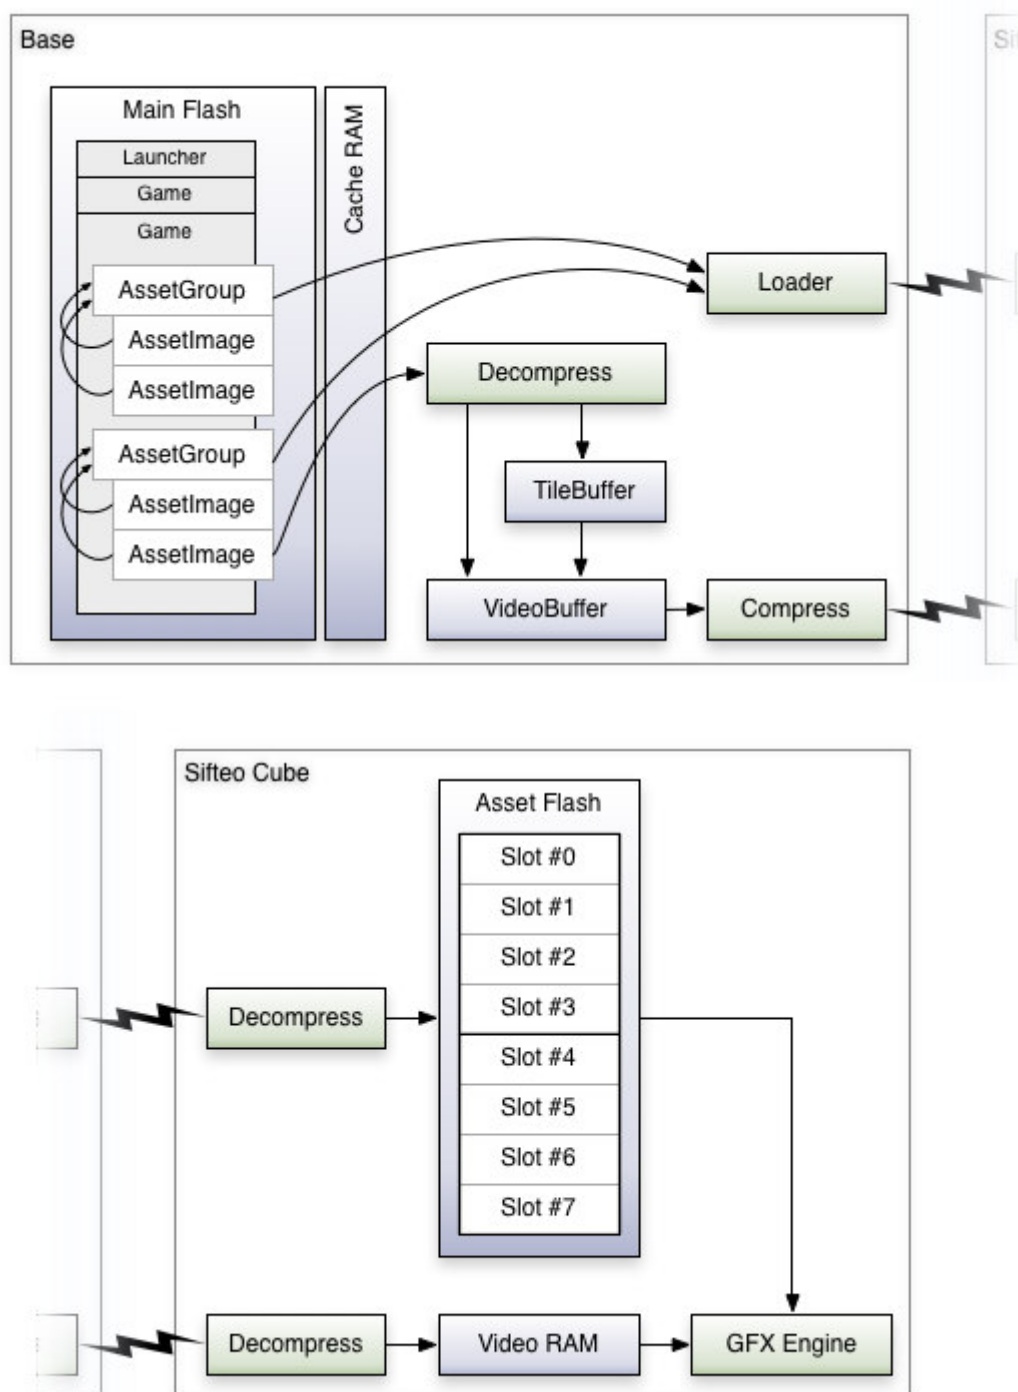 Base
Si
Main Flash
Cache RAM
Launcher
Game
Game
AssetGroup
AssetImage
AssetImage
AssetGroup
AssetImage
AssetImage
Loader
Decompress
TileBuffer
VideoBuffer
Compress
Sifteo Cube
Asset Flash
Slot #0
Slot #1
Slot #2
Slot #3
Slot #4
Slot #5
Slot #6
Slot #7
Decompress
Decompress
Video RAM
GFX Engine